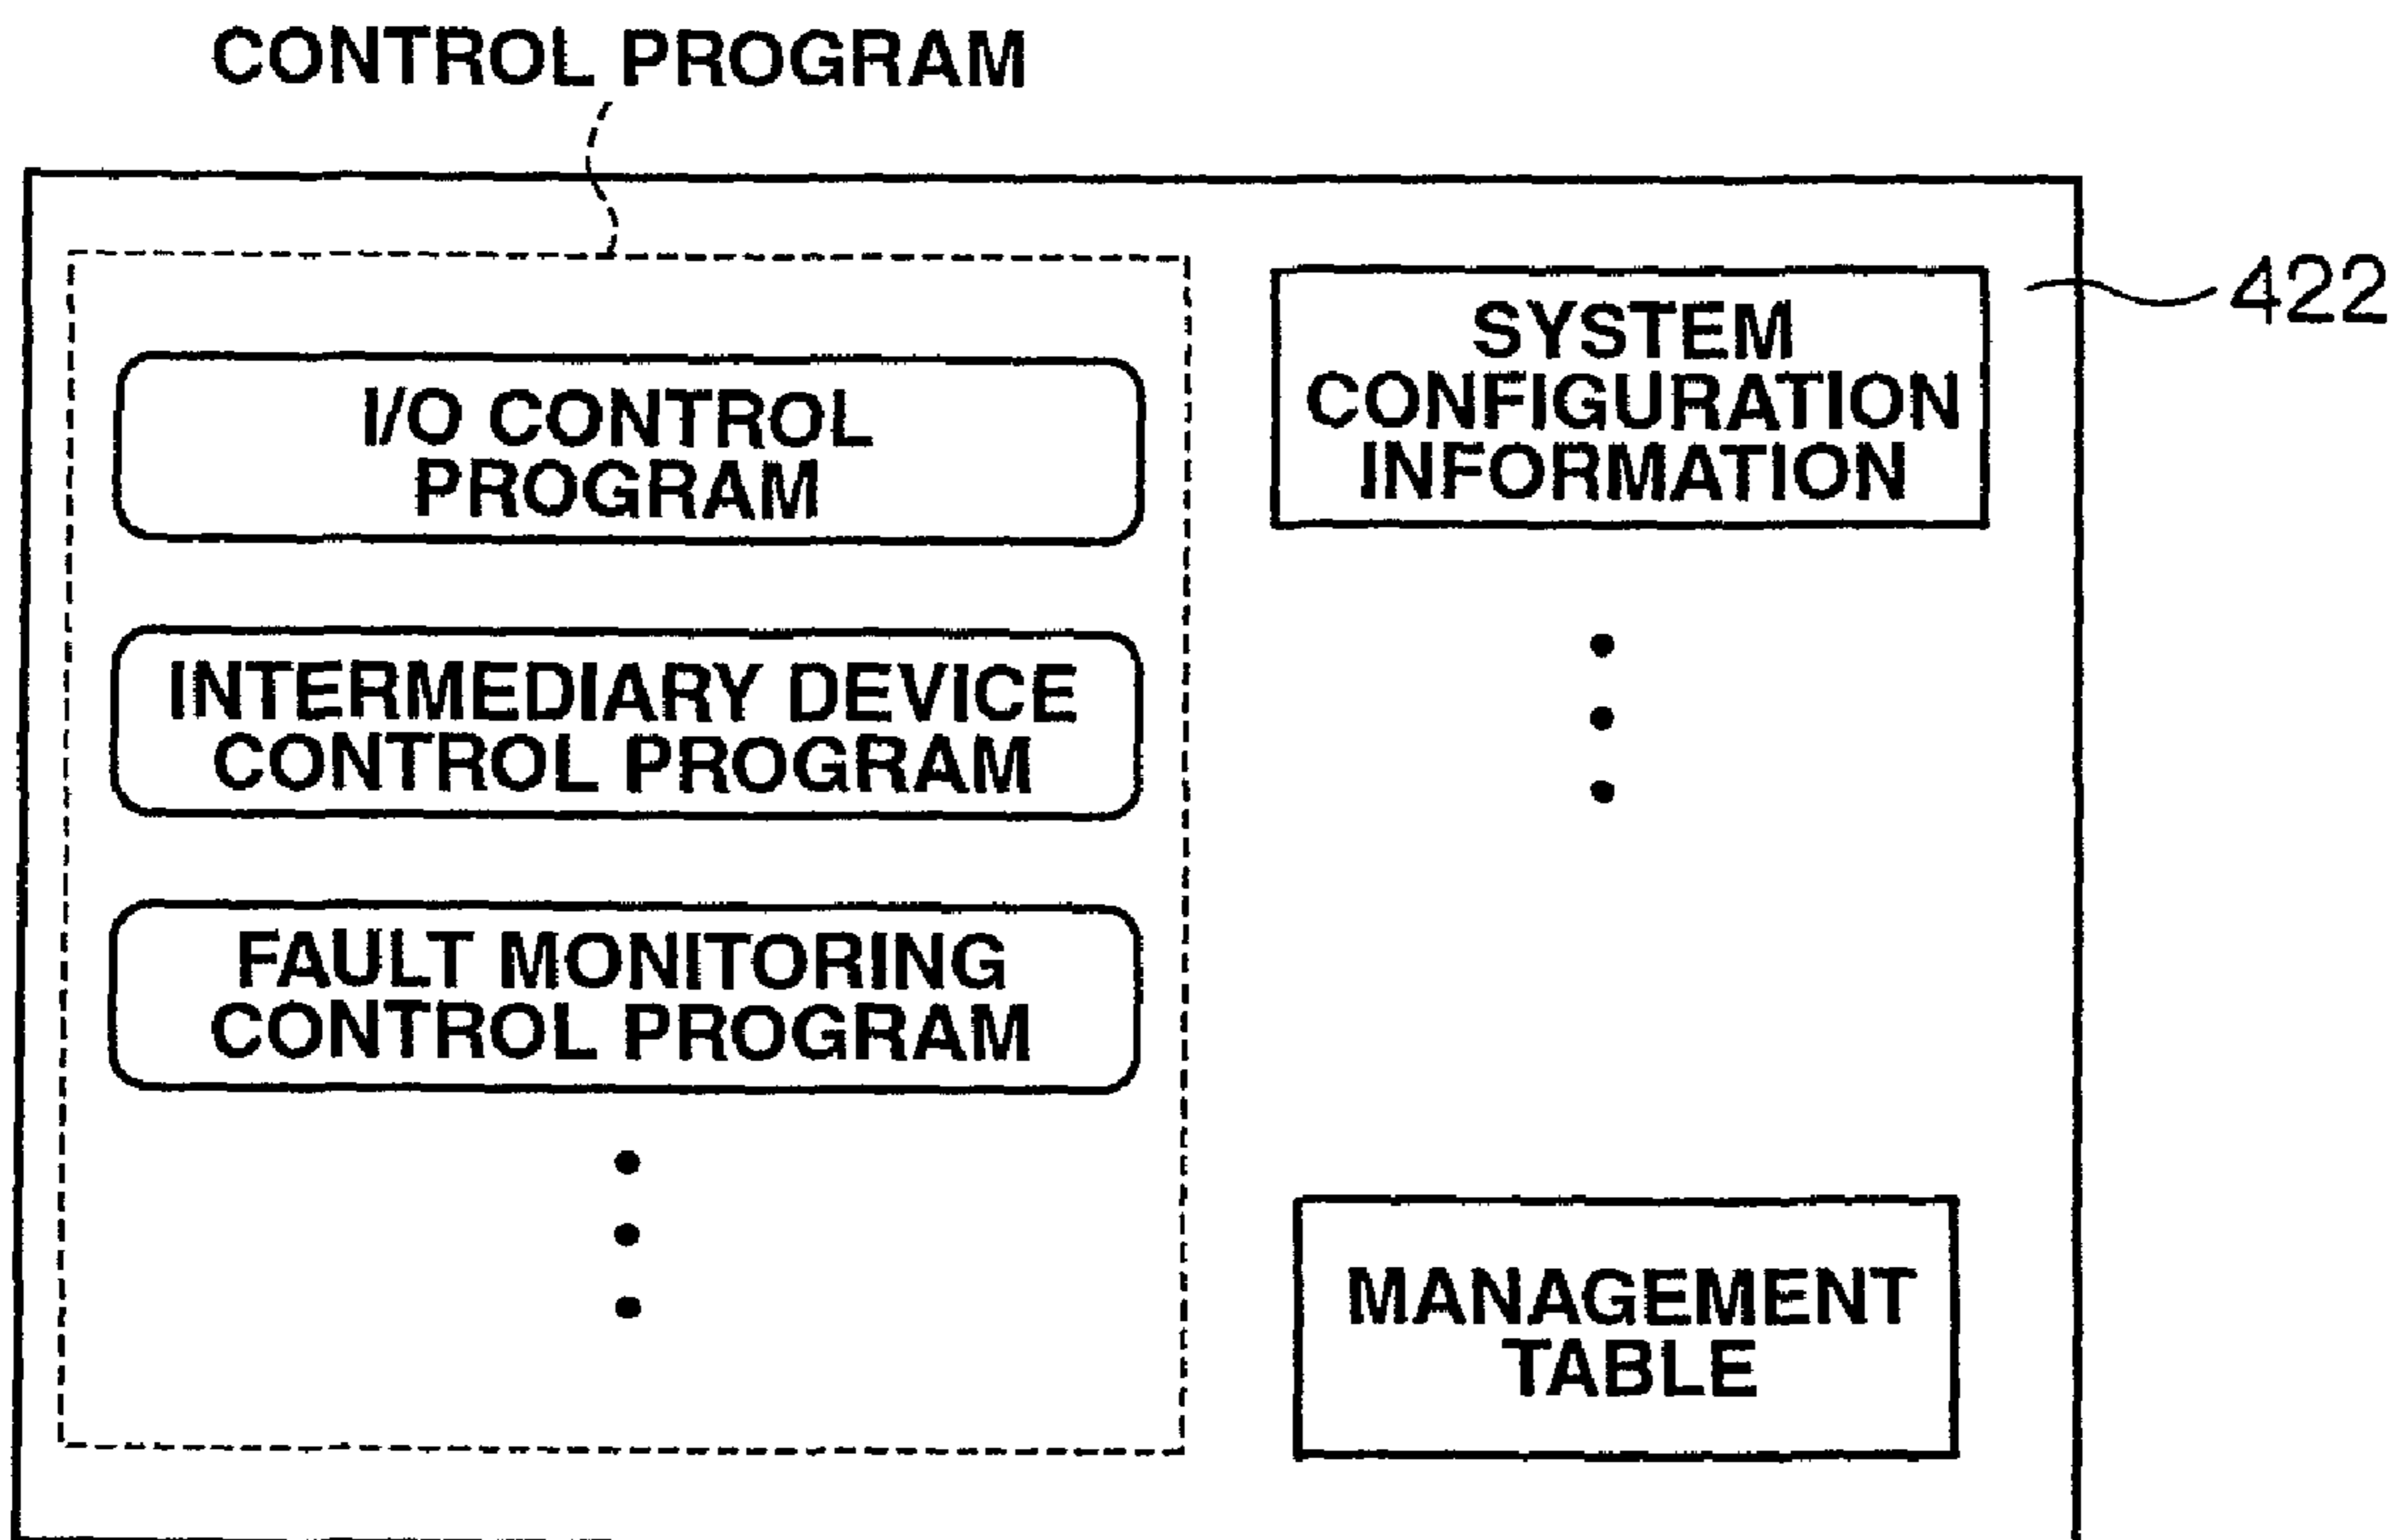 CONTROL PROGRAM
I/O CONTROL
PROGRAM
INTERMEDIARY DEVICE
CONTROL PROGRAM
FAULT MONITORING
CONTROL PROGRAM
SYSTEM
CONFIGURATION
INFORMATION
422
MANAGEMENT
TABLE